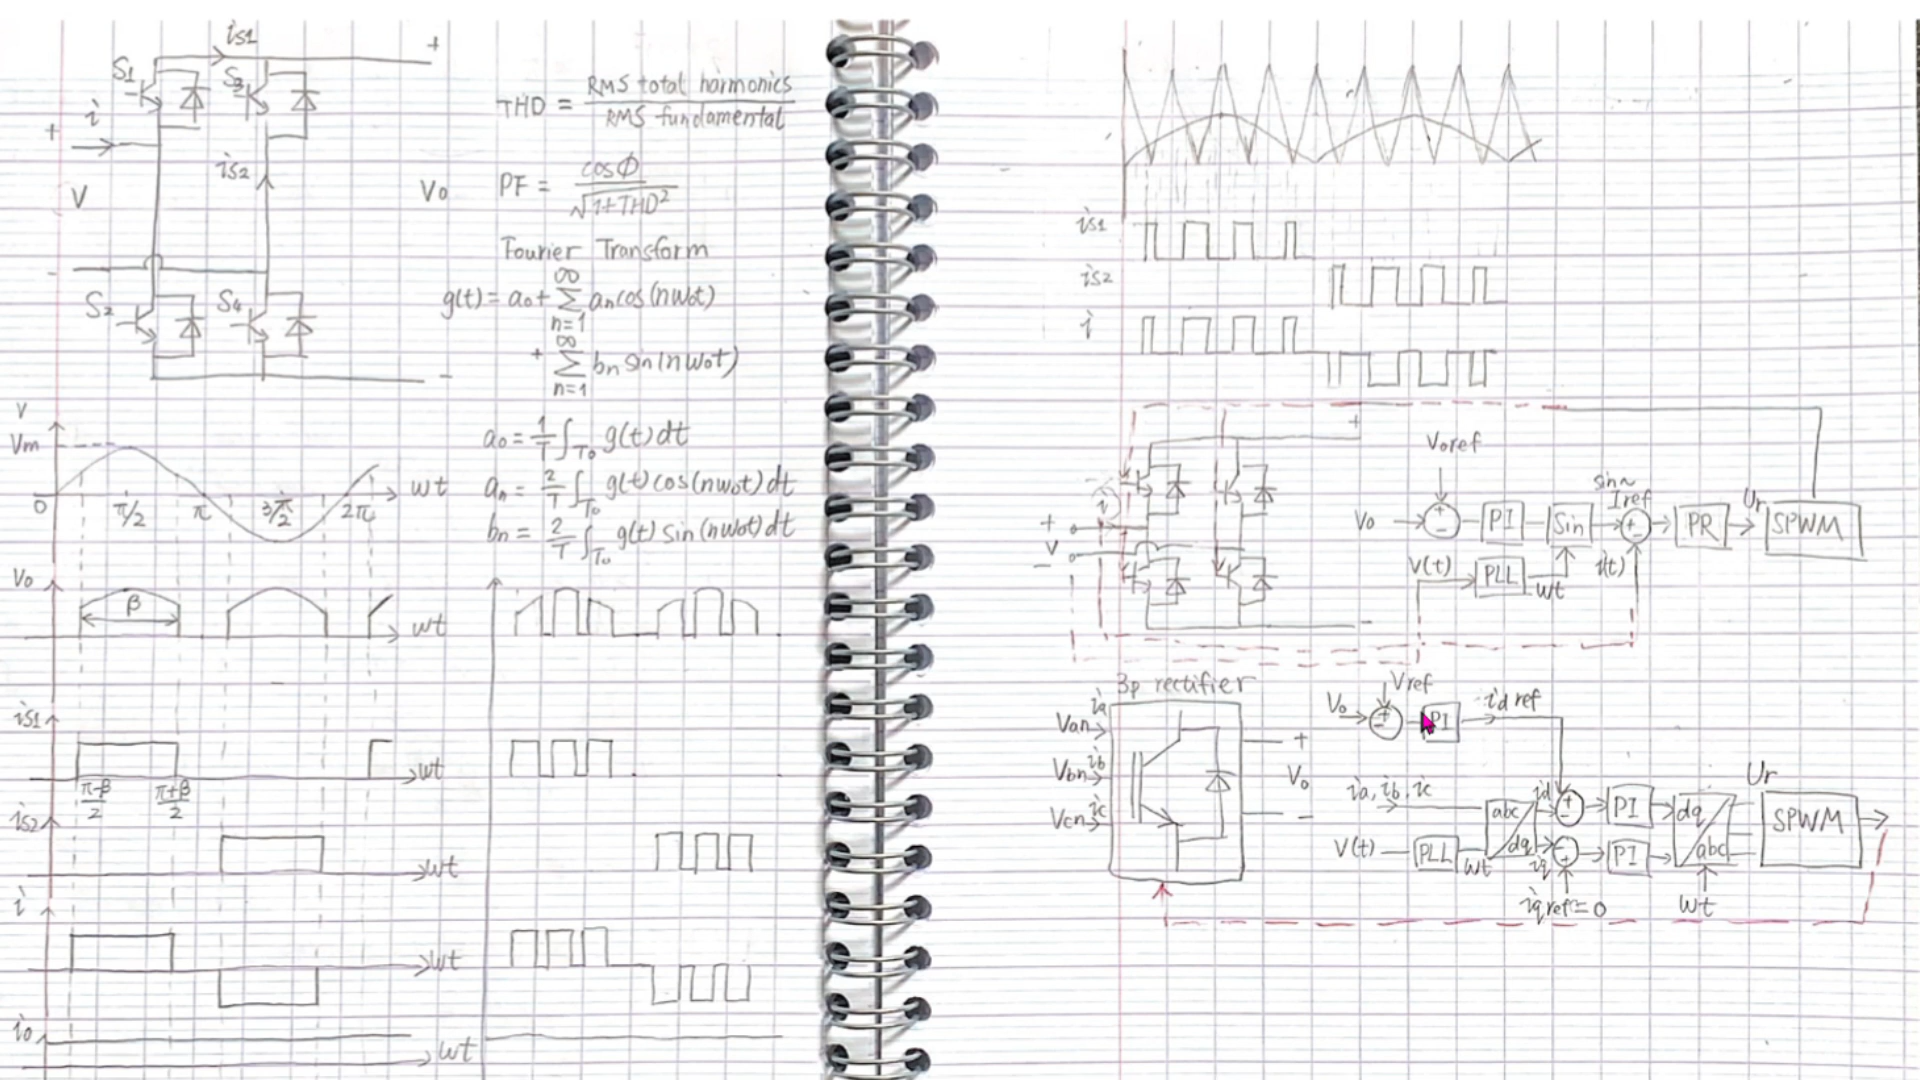 is1
+
S1
S3
i
+
is2
V
Vo
-
S2
S4
-
THD = RMS total harmonics / RMS fundamental
PF = cosΦ / √1+THD²
Fourier Transform
g(t) = a0 + ∞ Σ n=1 an cos(nw0t)
+ ∞ Σ n=1 bn sin(nw0t)
a0 = 1/T ∫T0 g(t) dt
an = 2/T ∫T0 g(t) cos(nw0t) dt
bn = 2/T ∫T0 g(t) sin(nw0t) dt
V
Vm
0 π/2 π 3π/2 2π wt
Vo
β
wt
is1
wt
π-β/2 π+β/2
is2
wt
i
wt
io
wt
is1
is2
i
+
Voref
i
+
V
-
-
Vo + - PI Sin sin~ Iref + - PR Ur SPWM
V(t) PLL wt i(t)
3p rectifier
ia
Van
ib
Vbn
ic
Vcn
+
Vo
-
Vref
Vo + - PI id ref
ia, ib, ic abc dq id + - PI dq abc Ur SPWM
V(t) PLL wt iq - + PI
iqref = 0 wt